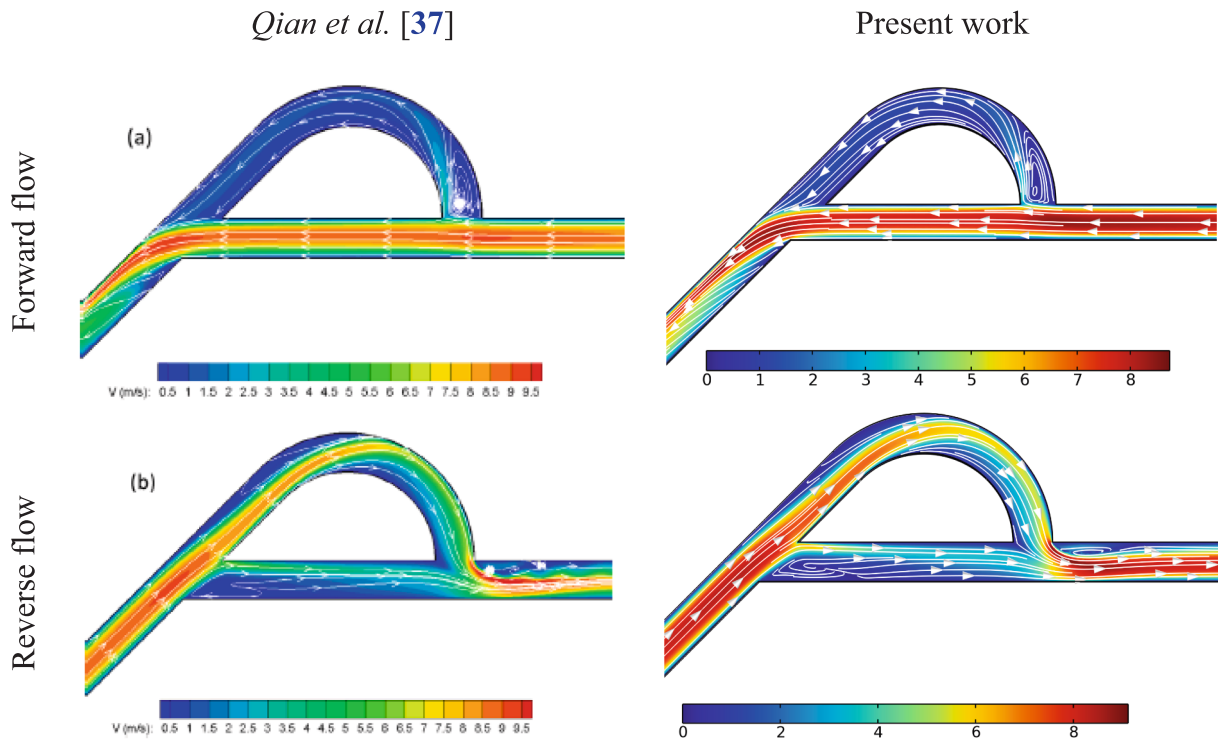 Qian et al. [37]
Present work
Forward flow
(a)
V (m/s): 0.5 1 1.5 2 2.5 3 3.5 4 4.5 5 5.5 6 6.5 7 7.5 8 8.5 9 9.5
0 1 2 3 4 5 6 7 8
Reverse flow
(b)
V (m/s): 0.5 1 1.5 2 2.5 3 3.5 4 4.5 5 5.5 6 6.5 7 7.5 8 8.5 9 9.5
0 2 4 6 8